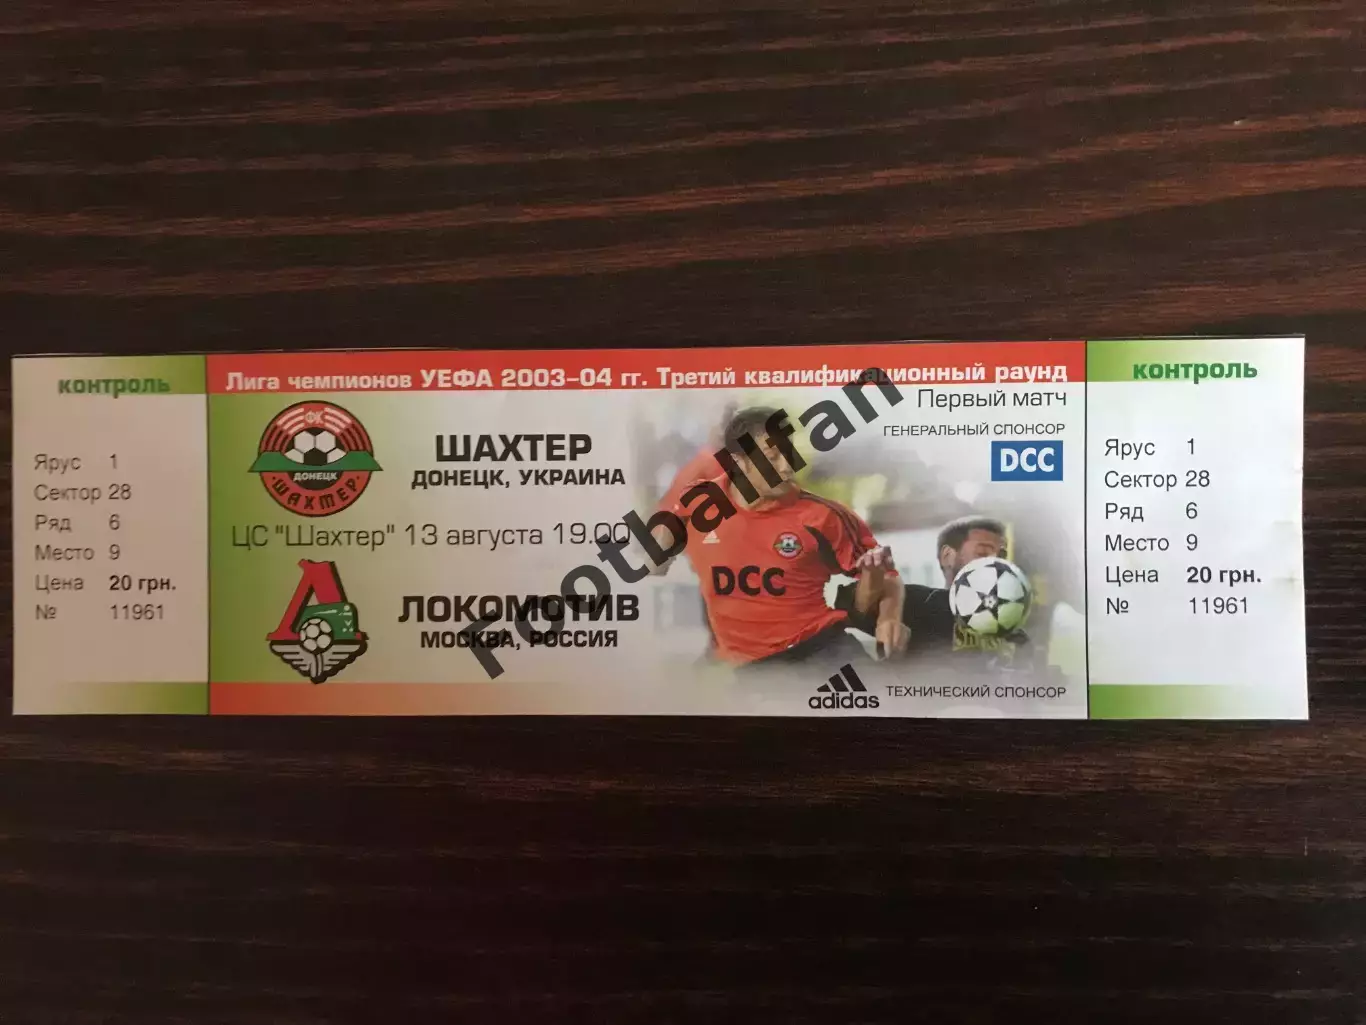 контроль
Ярус 1
Сектор 28
Ряд 6
Место 9
Цена 20 грн.
№ 11961
Лига чемпионов УЕФА 2003-04 гг. Третий квалификационный раунд
Первый матч
ГЕНЕРАЛЬНЫЙ СПОНСОР
DCC
ФК
ДОНЕЦК
ШАХТЕР
ШАХТЕР
ДОНЕЦК, УКРАИНА
ЦС "Шахтер" 13 августа 19.00
ЛОКОМОТИВ
МОСКВА, РОССИЯ
DCC
adidas
ТЕХНИЧЕСКИЙ СПОНСОР
Footballfan
контроль
Ярус 1
Сектор 28
Ряд 6
Место 9
Цена 20 грн.
№ 11961